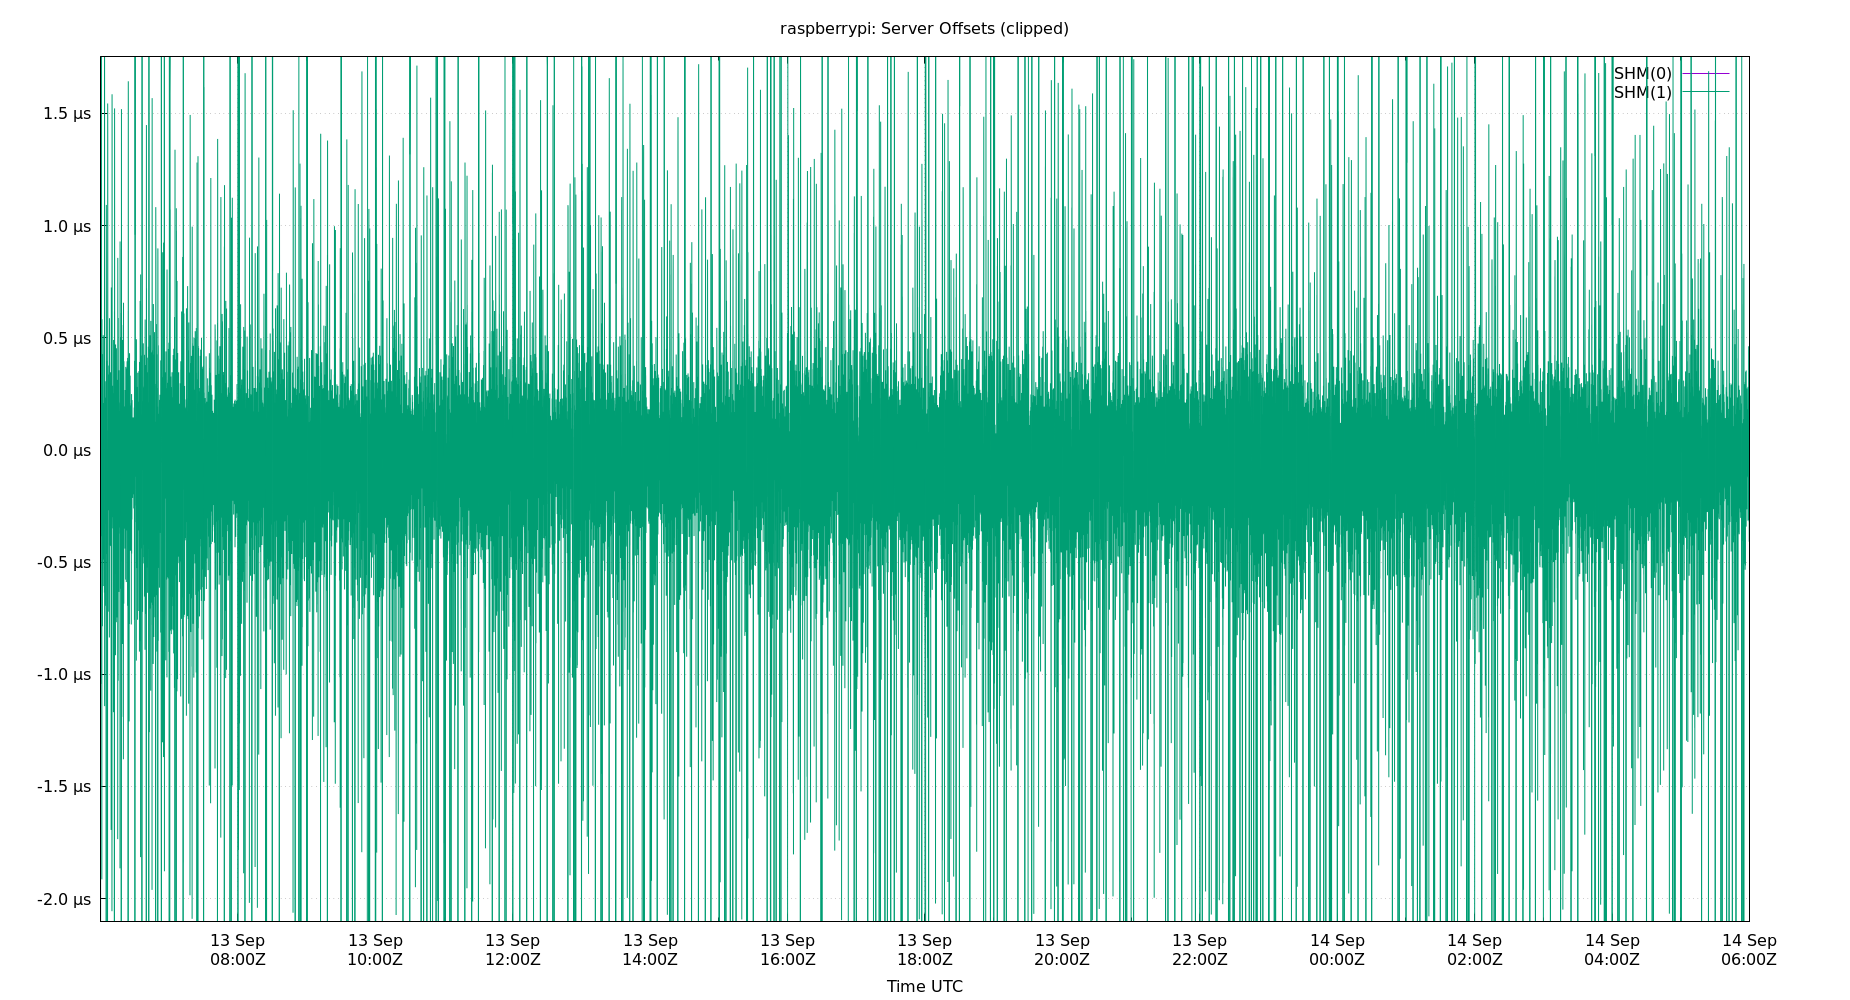 raspberrypi: Server Offsets (clipped)
SHM(0)
SHM(1)
1.5 μs
1.0 μs
0.5 μs
0.0 μs
-0.5 μs
-1.0 μs
-1.5 μs
-2.0 μs
13 Sep 13 Sep 13 Sep 13 Sep 13 Sep 13 Sep 13 Sep 13 Sep 14 Sep 14 Sep 14 Sep 14 Sep
08:00Z 10:00Z 12:00Z 14:00Z 16:00Z 18:00Z 20:00Z 22:00Z 00:00Z 02:00Z 04:00Z 06:00Z
Time UTC